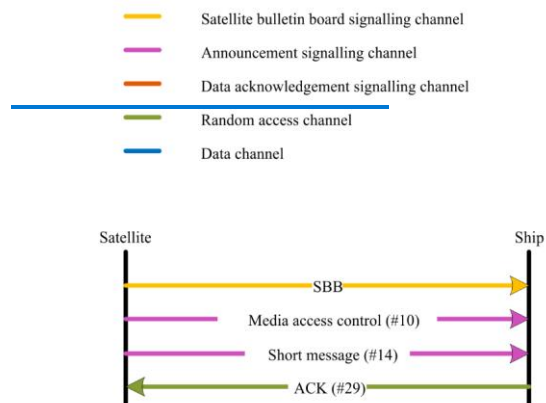 Satellite bulletin board signalling channel
Announcement signalling channel
Data acknowledgement signalling channel
Random access channel
Data channel
Satellite Ship
SBB
Media access control (#10)
Short message (#14)
ACK (#29)